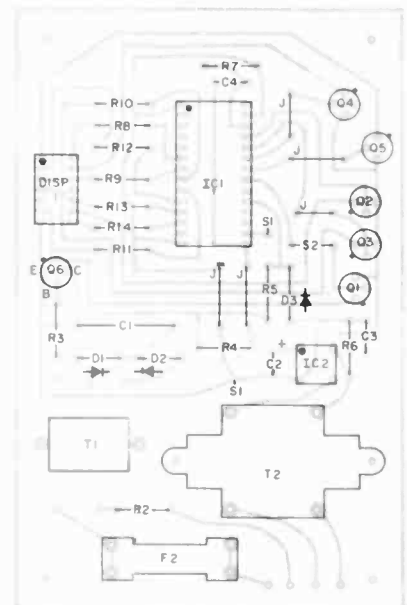 R7
C4
R10
J
Q4
R8
R12
Q5
DISP
R9
IC1
J
R13
Q2
J
R14
S1
R11
S2
Q3
E Q6 C
B
J
J
R5
D3
Q1
R3
C1
R4
+
C2
IC2
R6
C3
D1
D2
S1
T1
T2
R2
F2